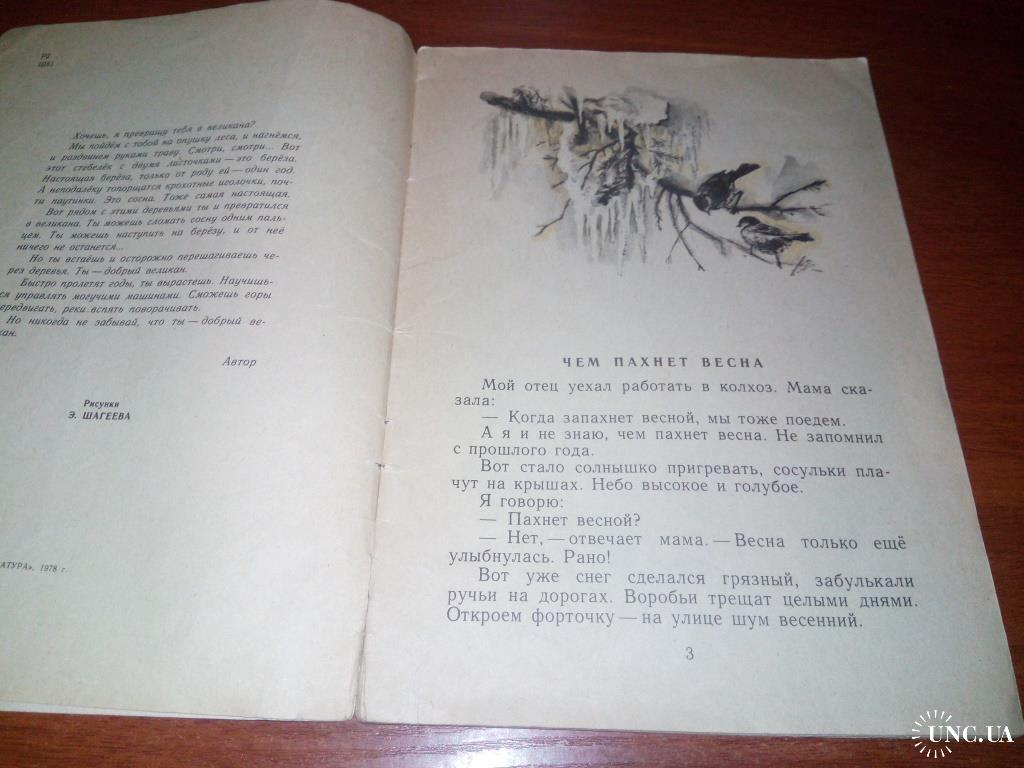 Р2
Ш61
Хочешь, я превращу тебя в великана?
Мы пойдём с тобой на опушку леса, и нагнёмся,
и раздвинем руками траву. Смотри, смотри... Вот
этот стебелёк с двумя листочками — это берёза.
Настоящая берёза, только от роду ей — один год.
А неподалёку топорщатся крохотные иголочки, поч-
ти паутинки. Это сосна. Тоже самая настоящая.
Вот рядом с этими деревьями ты и превратился
в великана. Ты можешь сломать сосну одним паль-
цем. Ты можешь наступить на берёзу, и от неё
ничего не останется...
Но ты встаёшь и осторожно перешагиваешь че-
рез деревья. Ты — добрый великан.
Быстро пролетят годы, ты вырастешь. Научишь-
ся управлять могучими машинами. Сможешь горы
ередвигать, реки вспять поворачивать.
Но никогда не забывай, что ты — добрый ве-
кан.
Автор
Рисунки
Э. ШАГЕЕВА
АТУРА», 1978 г.
ЧЕМ ПАХНЕТ ВЕСНА
Мой отец уехал работать в колхоз. Мама ска-
зала:
— Когда запахнет весной, мы тоже поедем.
А я и не знаю, чем пахнет весна. Не запомнил
с прошлого года.
Вот стало солнышко пригревать, сосульки пла-
чут на крышах. Небо высокое и голубое.
Я говорю:
— Пахнет весной?
— Нет, — отвечает мама. — Весна только ещё
улыбнулась. Рано!
Вот уже снег сделался грязный, забулькали
ручьи на дорогах. Воробьи трещат целыми днями.
Откроем форточку — на улице шум весенний.
3
UNC.UA